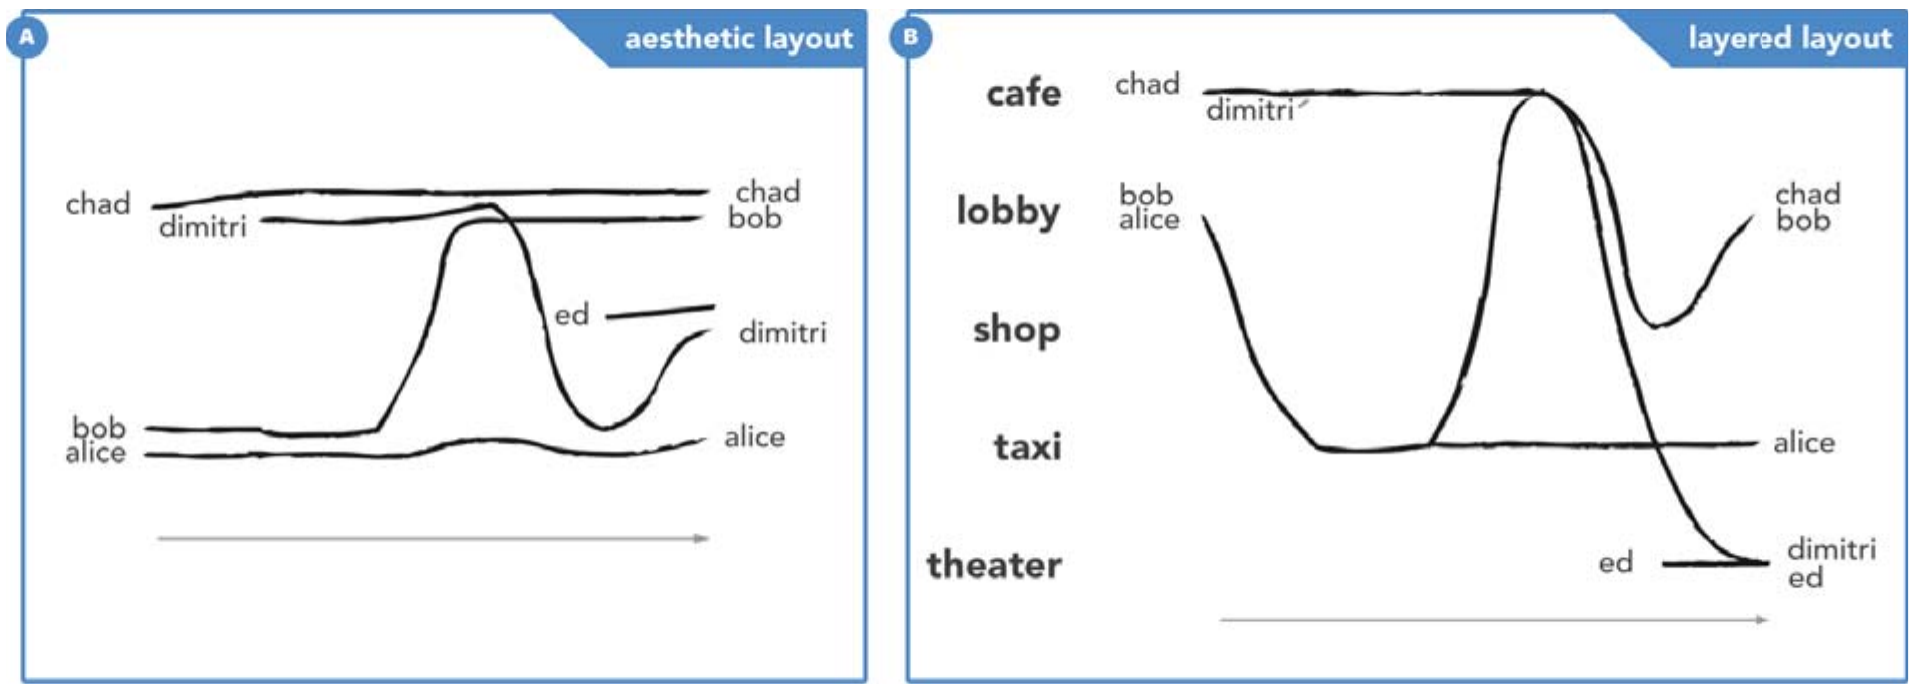 A
aesthetic layout
chad
dimitri
chad
bob
ed
dimitri
bob
alice
alice
B
layered layout
cafe
chad
dimitri
lobby
bob
alice
chad
bob
shop
taxi
alice
theater
ed
dimitri
ed